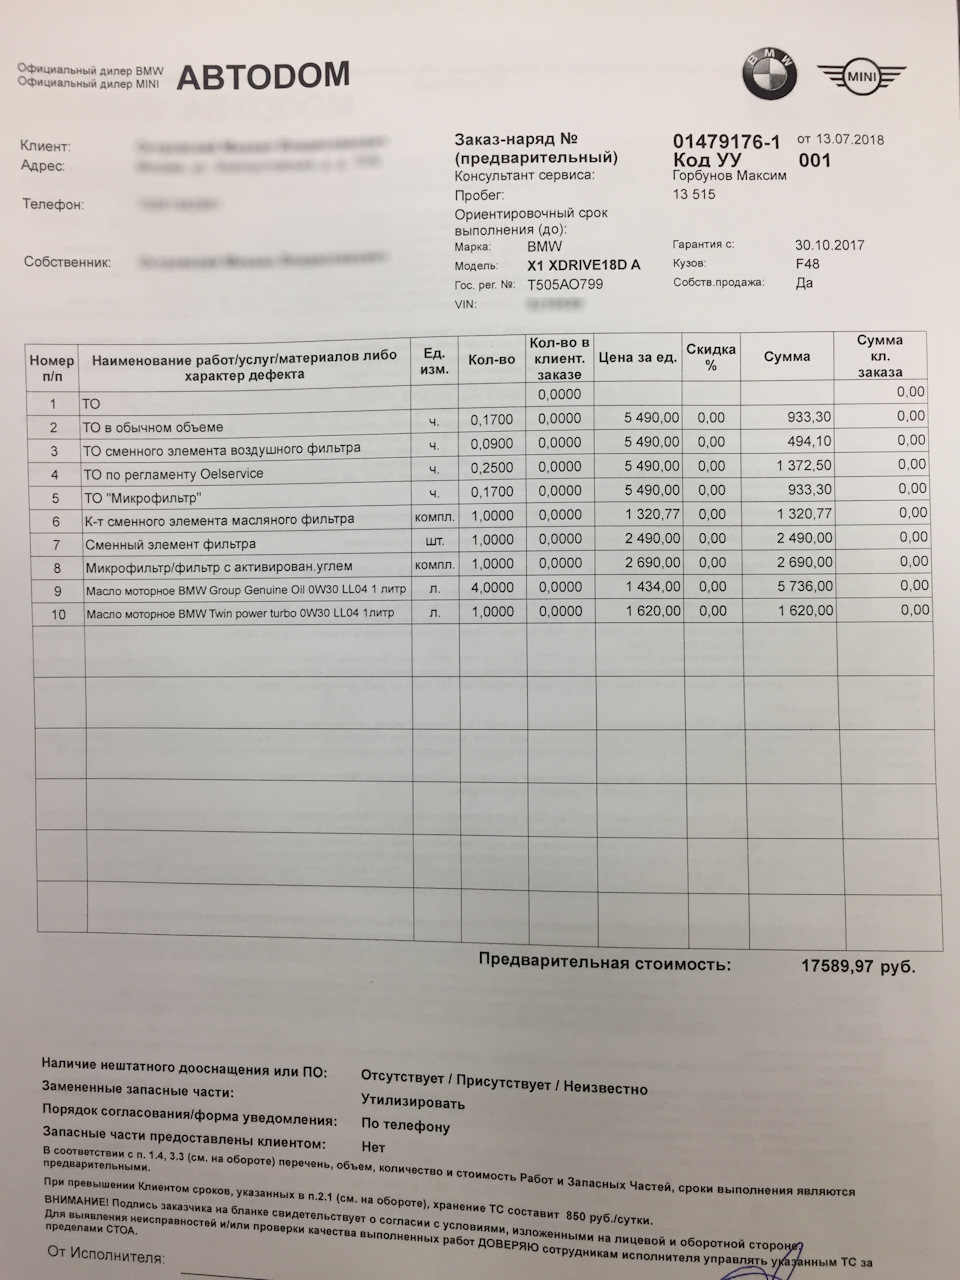 Официальный дилер BMW
Официальный дилер MINI
АВТОDОМ
BMW
MINI
Клиент:
Адрес:
Телефон:
Собственник:
Заказ-наряд № 01479176-1 от 13.07.2018
(предварительный) Код УУ 001
Консультант сервиса: Горбунов Максим
Пробег: 13 515
Ориентировочный срок
выполнения (до):
Марка: BMW Гарантия с: 30.10.2017
Модель: X1 XDRIVE18D A Кузов: F48
Гос. рег. №: T505AO799 Собств.продажа: Да
VIN:
Номер п/п Наименование работ/услуг/материалов либо характер дефекта Ед. изм. Кол-во Кол-во в клиент. заказе Цена за ед. Скидка % Сумма Сумма кл. заказа
1 ТО 0,0000 0,00
2 ТО в обычном объеме ч. 0,1700 0,0000 5 490,00 0,00 933,30 0,00
3 ТО сменного элемента воздушного фильтра ч. 0,0900 0,0000 5 490,00 0,00 494,10 0,00
4 ТО по регламенту Oelservice ч. 0,2500 0,0000 5 490,00 0,00 1 372,50 0,00
5 ТО "Микрофильтр" ч. 0,1700 0,0000 5 490,00 0,00 933,30 0,00
6 К-т сменного элемента масляного фильтра компл. 1,0000 0,0000 1 320,77 0,00 1 320,77 0,00
7 Сменный элемент фильтра шт. 1,0000 0,0000 2 490,00 0,00 2 490,00 0,00
8 Микрофильтр/фильтр с активирован.углем компл. 1,0000 0,0000 2 690,00 0,00 2 690,00 0,00
9 Масло моторное BMW Group Genuine Oil 0W30 LL04 1 литр л. 4,0000 0,0000 1 434,00 0,00 5 736,00 0,00
10 Масло моторное BMW Twin power turbo 0W30 LL04 1литр л. 1,0000 0,0000 1 620,00 0,00 1 620,00 0,00
Предварительная стоимость: 17589,97 руб.
Наличие нештатного дооснащения или ПО: Отсутствует / Присутствует / Неизвестно
Замененные запасные части: Утилизировать
Порядок согласования/форма уведомления: По телефону
Запасные части предоставлены клиентом: Нет
В соответствии с п. 1.4, 3.3 (см. на обороте) перечень, объем, количество и стоимость Работ и Запасных Частей, сроки выполнения являются
предварительными.
При превышении Клиентом сроков, указанных в п.2.1 (см. на обороте), хранение ТС составит 850 руб./сутки.
ВНИМАНИЕ! Подпись заказчика на бланке свидетельствует о согласии с условиями, изложенными на лицевой и оборотной стороне.
Для выявления неисправностей и/или проверки качества выполненных работ ДОВЕРЯЮ сотрудникам исполнителя управлять указанным ТС за
пределами СТОА.
От Исполнителя: